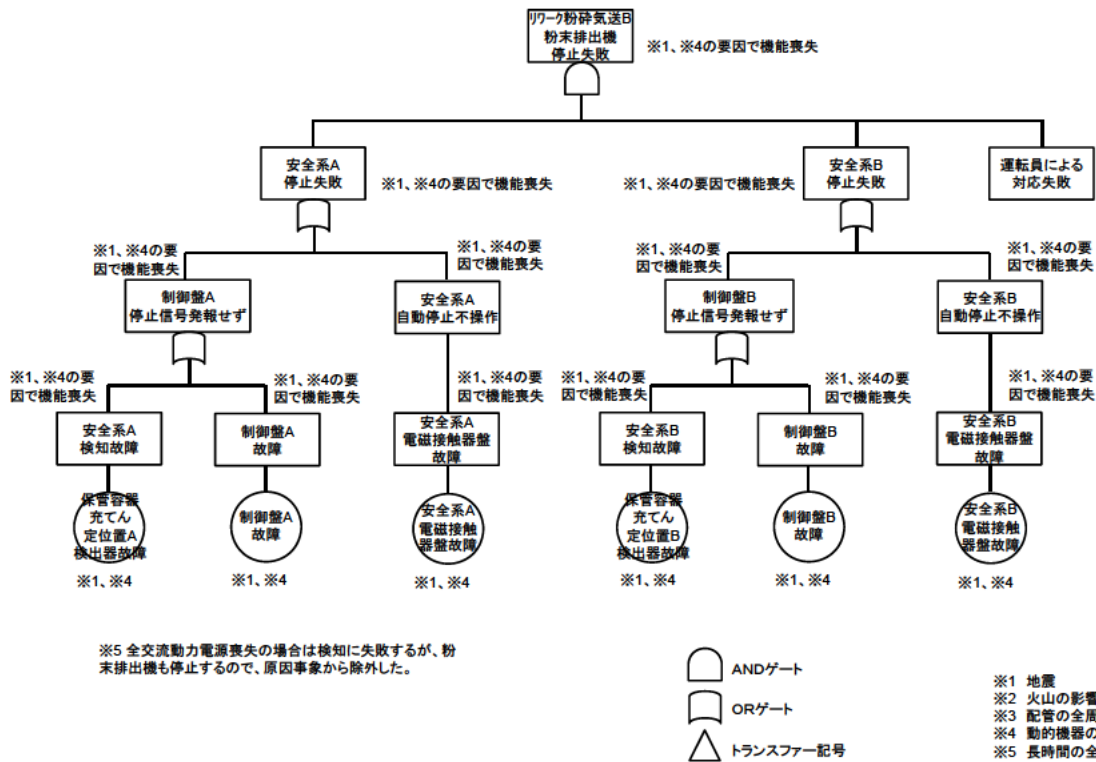 リワーク粉砕気送B
粉末排出機
停止失敗
※1、※4の要因で機能喪失
安全系A
停止失敗
※1、※4の要因で機能喪失
※1、※4の要因で機能喪失
安全系B
停止失敗
運転員による
対応失敗
※1、※4の要
因で機能喪失
※1、※4の要
因で機能喪失
※1、※4の要
因で機能喪失
※1、※4の要
因で機能喪失
制御盤A
停止信号発報せず
安全系A
自動停止不操作
制御盤B
停止信号発報せず
安全系B
自動停止不操作
※1、※4の要
因で機能喪失
※1、※4の要
因で機能喪失
※1、※4の要
因で機能喪失
※1、※4の要
因で機能喪失
※1、※4の要
因で機能喪失
※1、※4の要
因で機能喪失
安全系A
検知故障
制御盤A
故障
安全系A
電磁接触器盤
故障
安全系B
検知故障
制御盤B
故障
安全系B
電磁接触器盤
故障
保管容器
充てん
定位置A
検出器故障
制御盤A
故障
安全系A
電磁接触
器盤故障
保管容器
充てん
定位置B
検出器故障
制御盤B
故障
安全系B
電磁接触
器盤故障
※1、※4
※1、※4
※1、※4
※1、※4
※1、※4
※1、※4
※5 全交流動力電源喪失の場合は検知に失敗するが、粉
末排出機も停止するので、原因事象から除外した。
ANDゲート
ORゲート
トランスファー記号
※1 地震
※2 火山の影響
※3 配管の全周
※4 動的機器の
※5 長時間の全